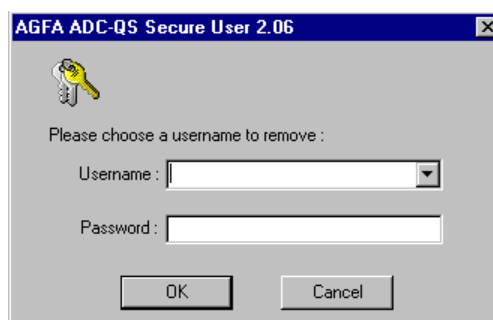 AGFA ADC-QS Secure User 2.06
Please choose a username to remove :
Username :
Password :
OK Cancel